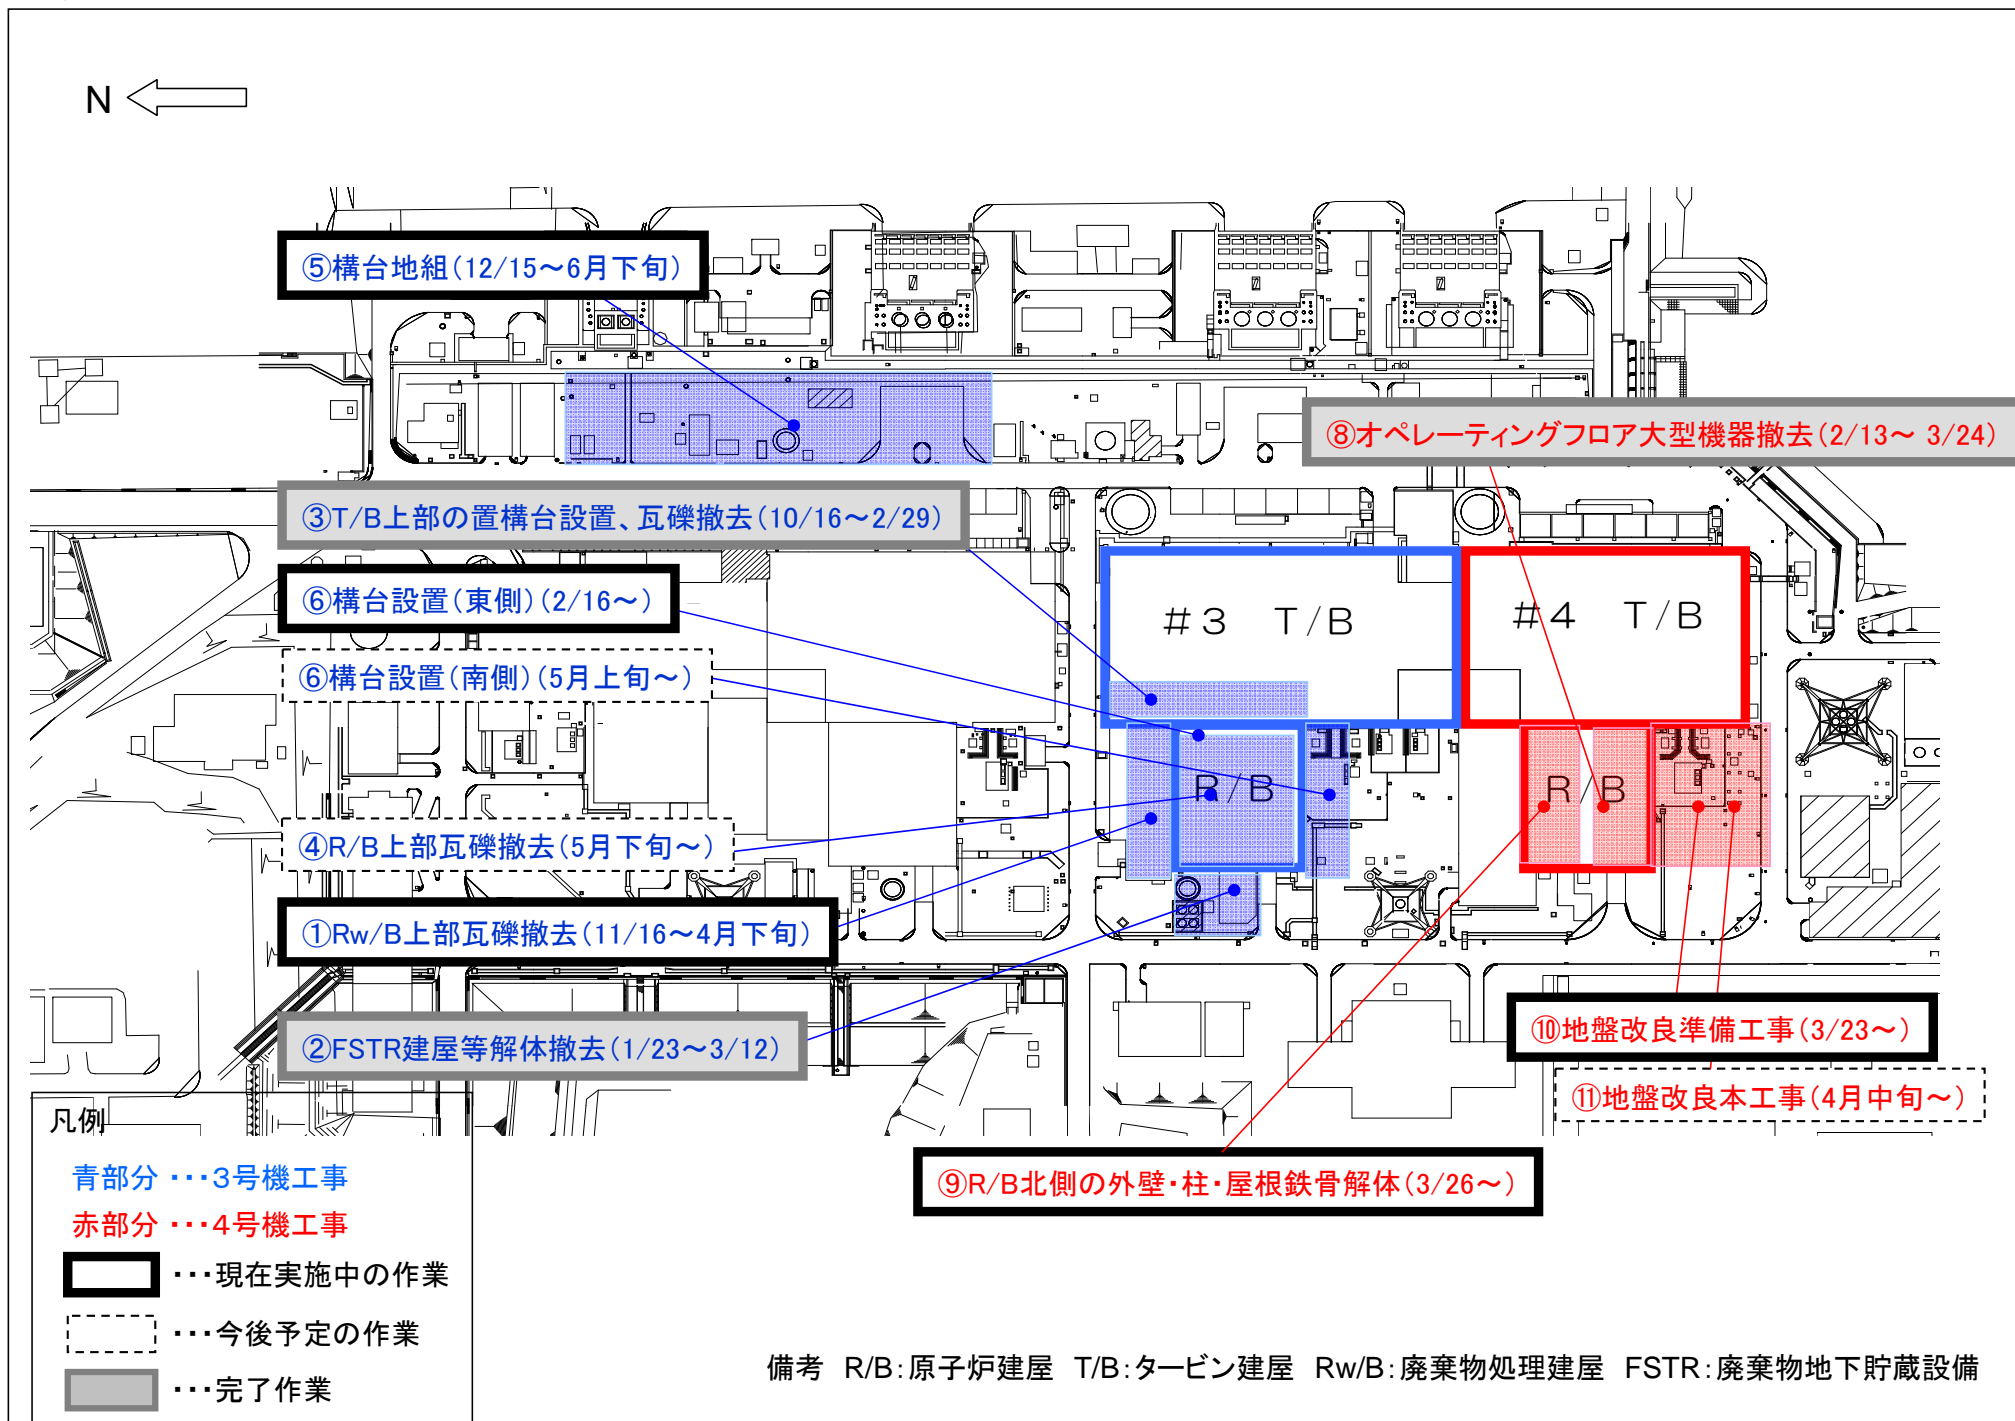 N
⑤構台地組(12/15～6月下旬)
⑧オペレーティングフロア大型機器撤去(2/13～ 3/24)
③T/B上部の置構台設置、瓦礫撤去(10/16～2/29)
⑥構台設置(東側)(2/16～)
＃3 T/B
＃4 T/B
⑥構台設置(南側)(5月上旬～)
R/B
R/B
④R/B上部瓦礫撤去(5月下旬～)
①Rw/B上部瓦礫撤去(11/16～4月下旬)
②FSTR建屋等解体撤去(1/23～3/12)
⑩地盤改良準備工事(3/23～)
⑪地盤改良本工事(4月中旬～)
⑨R/B北側の外壁・柱・屋根鉄骨解体(3/26～)
凡例
青部分 ・・・3号機工事
赤部分 ・・・4号機工事
・・・現在実施中の作業
・・・今後予定の作業
・・・完了作業
備考 R/B：原子炉建屋 T/B：タービン建屋 Rw/B：廃棄物処理建屋 FSTR：廃棄物地下貯蔵設備